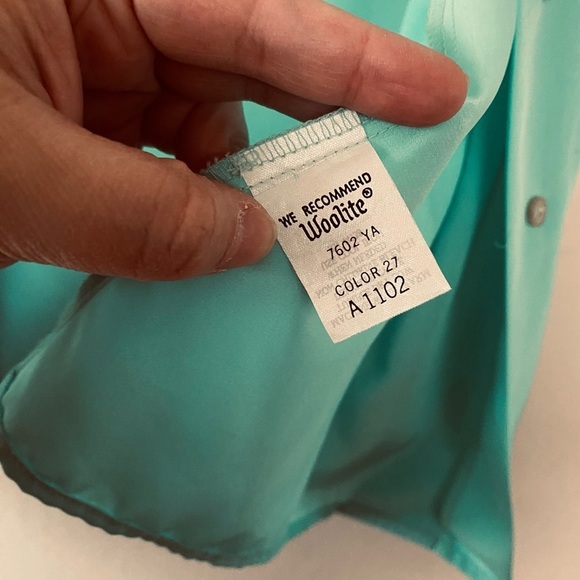 WE RECOMMEND
Woolite®
7602 YA
COLOR 27
A1102